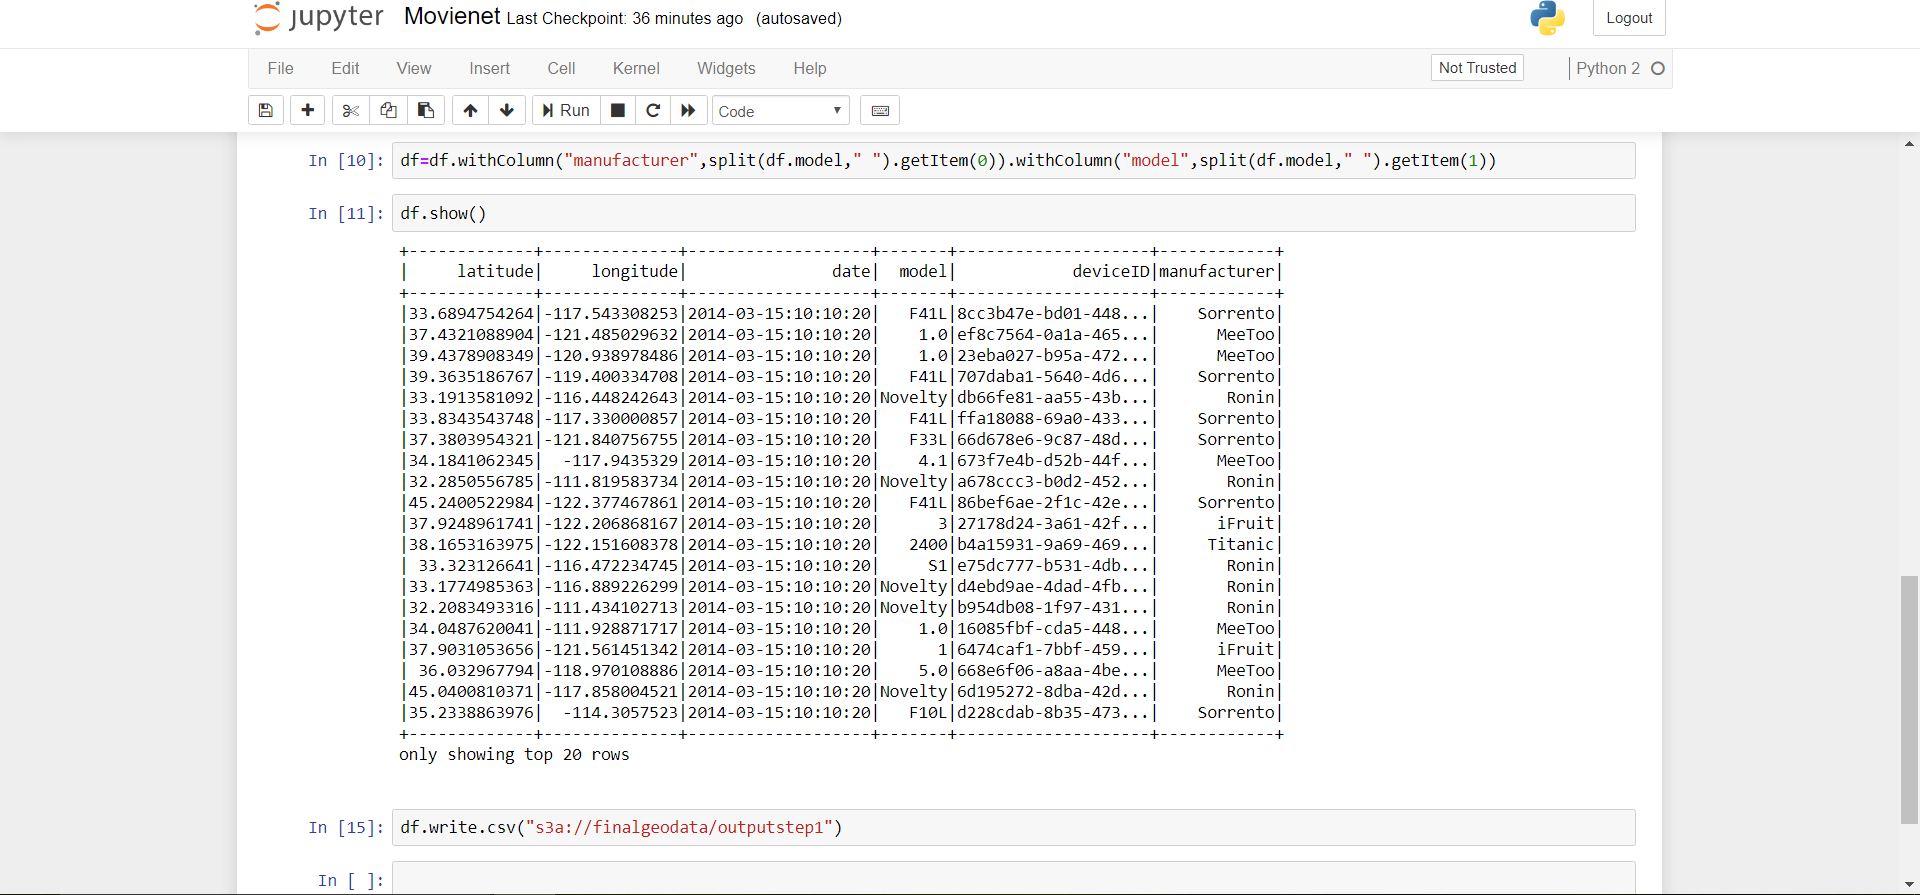 jupyter Movienet Last Checkpoint: 36 minutes ago (autosaved) Logout
File Edit View Insert Cell Kernel Widgets Help Not Trusted Python 2
Run Code
In [10]: df=df.withColumn("manufacturer",split(df.model," ").getItem(0)).withColumn("model",split(df.model," ").getItem(1))
In [11]: df.show()
+-------------+--------------+-------------------+-------+--------------------+------------+
|     latitude|     longitude|               date|  model|            deviceID|manufacturer|
+-------------+--------------+-------------------+-------+--------------------+------------+
|33.6894754264|-117.543308253|2014-03-15:10:10:20|   F41L|8cc3b47e-bd01-448...|    Sorrento|
|37.4321088904|-121.485029632|2014-03-15:10:10:20|    1.0|ef8c7564-0a1a-465...|      MeeToo|
|39.4378908349|-120.938978486|2014-03-15:10:10:20|    1.0|23eba027-b95a-472...|      MeeToo|
|39.3635186767|-119.400334708|2014-03-15:10:10:20|   F41L|707daba1-5640-4d6...|    Sorrento|
|33.1913581092|-116.448242643|2014-03-15:10:10:20|Novelty|db66fe81-aa55-43b...|       Ronin|
|33.8343543748|-117.330000857|2014-03-15:10:10:20|   F41L|ffa18088-69a0-433...|    Sorrento|
|37.3803954321|-121.840756755|2014-03-15:10:10:20|   F33L|66d678e6-9c87-48d...|    Sorrento|
|34.1841062345|  -117.9435329|2014-03-15:10:10:20|    4.1|673f7e4b-d52b-44f...|      MeeToo|
|32.2850556785|-111.819583734|2014-03-15:10:10:20|Novelty|a678ccc3-b0d2-452...|       Ronin|
|45.2400522984|-122.377467861|2014-03-15:10:10:20|   F41L|86bef6ae-2f1c-42e...|    Sorrento|
|37.9248961741|-122.206868167|2014-03-15:10:10:20|      3|27178d24-3a61-42f...|      iFruit|
|38.1653163975|-122.151608378|2014-03-15:10:10:20|   2400|b4a15931-9a69-469...|     Titanic|
| 33.323126641|-116.472234745|2014-03-15:10:10:20|     S1|e75dc777-b531-4db...|       Ronin|
|33.1774985363|-116.889226299|2014-03-15:10:10:20|Novelty|d4ebd9ae-4dad-4fb...|       Ronin|
|32.2083493316|-111.434102713|2014-03-15:10:10:20|Novelty|b954db08-1f97-431...|       Ronin|
|34.0487620041|-111.928871717|2014-03-15:10:10:20|    1.0|16085fbf-cda5-448...|      MeeToo|
|37.9031053656|-121.561451342|2014-03-15:10:10:20|      1|6474caf1-7bbf-459...|      iFruit|
| 36.032967794|-118.970108886|2014-03-15:10:10:20|    5.0|668e6f06-a8aa-4be...|      MeeToo|
|45.0400810371|-117.858004521|2014-03-15:10:10:20|Novelty|6d195272-8dba-42d...|       Ronin|
|35.2338863976|  -114.3057523|2014-03-15:10:10:20|   F10L|d228cdab-8b35-473...|    Sorrento|
+-------------+--------------+-------------------+-------+--------------------+------------+
only showing top 20 rows
In [15]: df.write.csv("s3a://finalgeodata/outputstep1")
In [ ]: